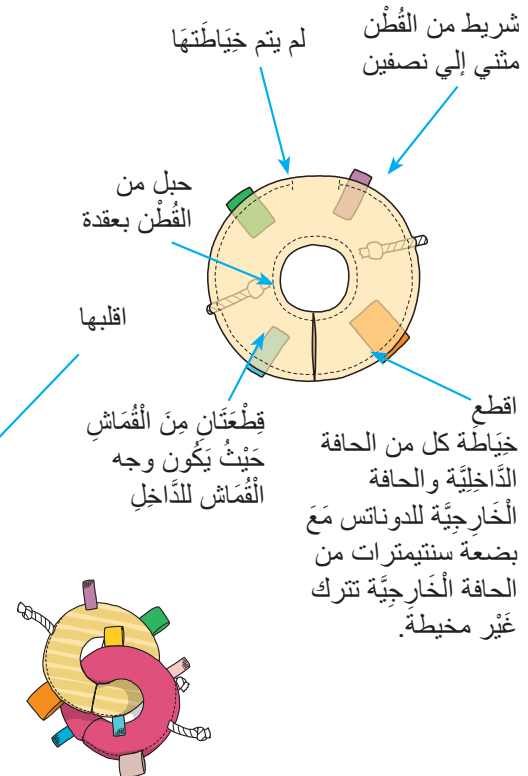 شريط من القُطْن
مثني إلي نصفين
لم يتم خِيَاطَتهَا
حبل من
القُطْن بعقدة
اقلبها
قِطْعَتَانِ مِنَ الْقُمَاشِ
حَيْثُ يَكُون وجه
الْقُمَاش للدَّاخِلِ
اقطع
خِيَاطَة كل من الحافة
الدَّاخِلِيَّة والحافة
الْخَارِجِيَّة للدوناتس مَعَ
بضعة سنتيمترات من
الحافة الْخَارِجِيَّة تترك
غَيْر مخيطة.